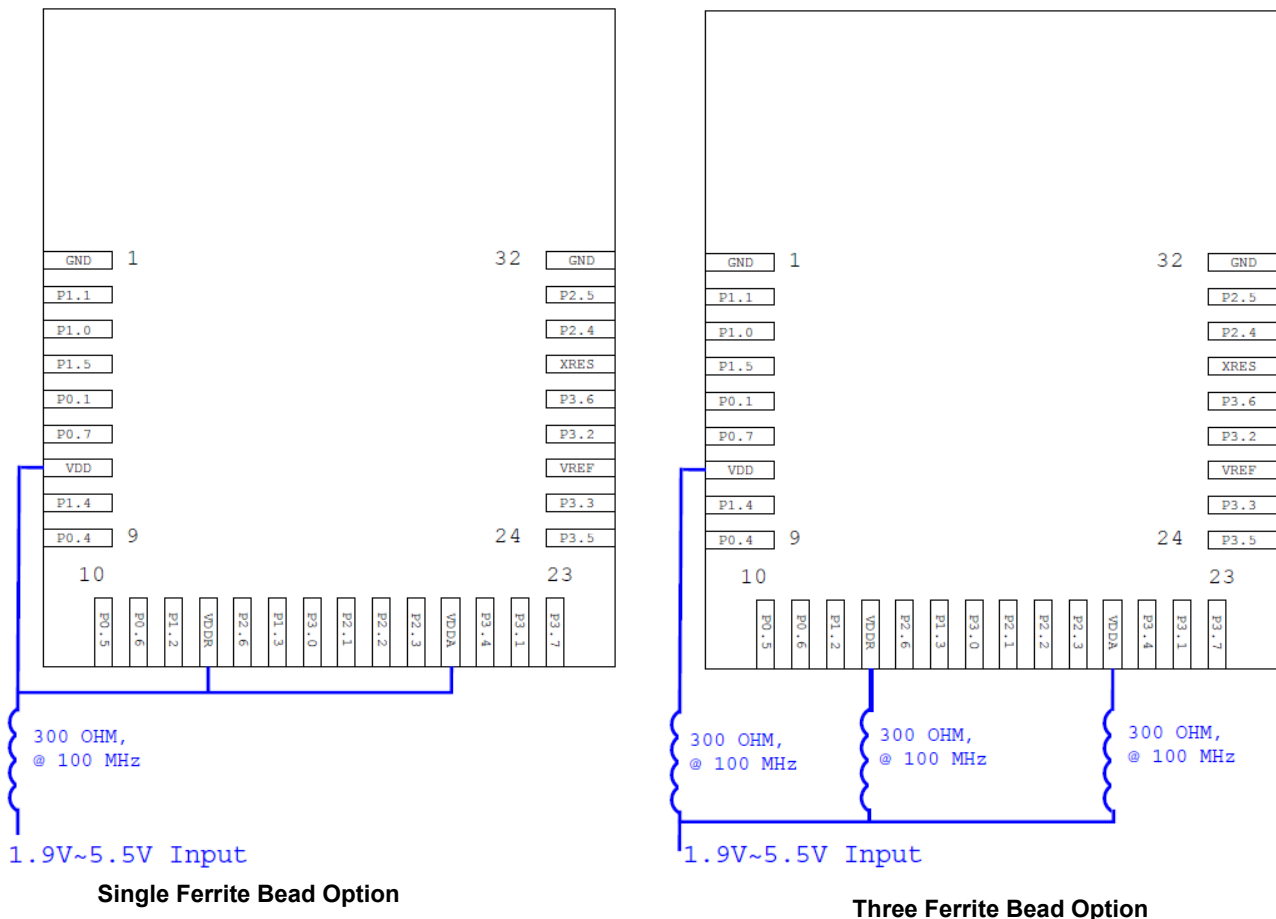 GND 1 32 GND
P1.1 P2.5
P1.0 P2.4
P1.5 XRES
P0.1 P3.6
P0.7 P3.2
VDD VREF
P1.4 P3.3
P0.4 9 24 P3.5
10 23
P0.5 P0.6 P1.2 VDDR P2.6 P1.3 P3.0 P2.1 P2.2 P2.3 VDDA P3.4 P3.1 P3.7
300 OHM,
@ 100 MHz
1.9V~5.5V Input
Single Ferrite Bead Option
GND 1 32 GND
P1.1 P2.5
P1.0 P2.4
P1.5 XRES
P0.1 P3.6
P0.7 P3.2
VDD VREF
P1.4 P3.3
P0.4 9 24 P3.5
10 23
P0.5 P0.6 P1.2 VDDR P2.6 P1.3 P3.0 P2.1 P2.2 P2.3 VDDA P3.4 P3.1 P3.7
300 OHM,
@ 100 MHz
300 OHM,
@ 100 MHz
300 OHM,
@ 100 MHz
1.9V~5.5V Input
Three Ferrite Bead Option